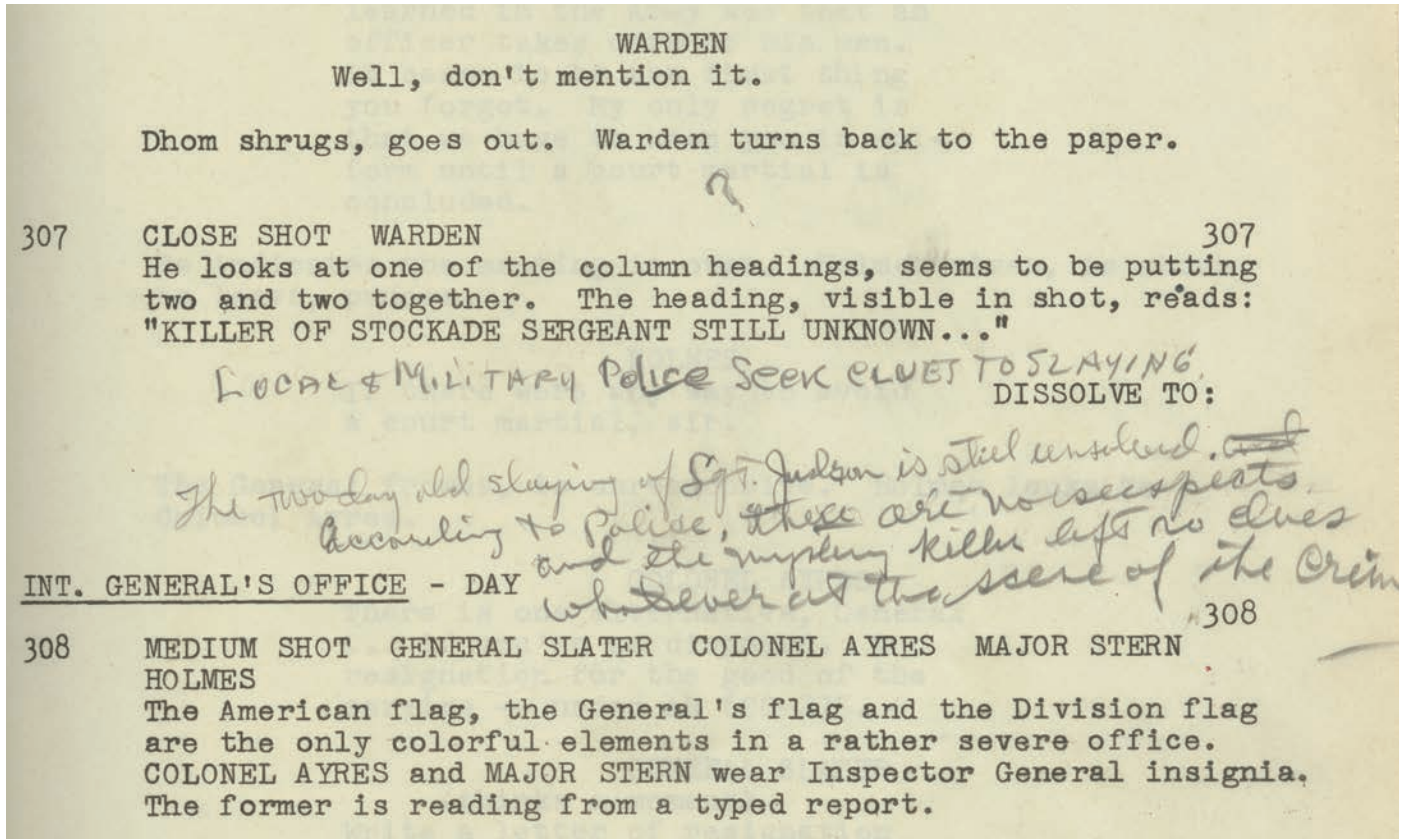 WARDEN
Well, don't mention it.
Dhom shrugs, goes out. Warden turns back to the paper.
?
307 CLOSE SHOT WARDEN 307
He looks at one of the column headings, seems to be putting
two and two together. The heading, visible in shot, reads:
"KILLER OF STOCKADE SERGEANT STILL UNKNOWN..."
LOCAL & MILITARY POLICE SEEK CLUES TO SLAYING.
DISSOLVE TO:
The two day old slaying of Sgt. Judson is still unsolved. and
According to Police, there are no suspects
and the mystery killer left no clues
whatsever at the scene of the Crim
INT. GENERAL'S OFFICE - DAY
308
308 MEDIUM SHOT GENERAL SLATER COLONEL AYRES MAJOR STERN
HOLMES
The American flag, the General's flag and the Division flag
are the only colorful elements in a rather severe office.
COLONEL AYRES and MAJOR STERN wear Inspector General insignia.
The former is reading from a typed report.